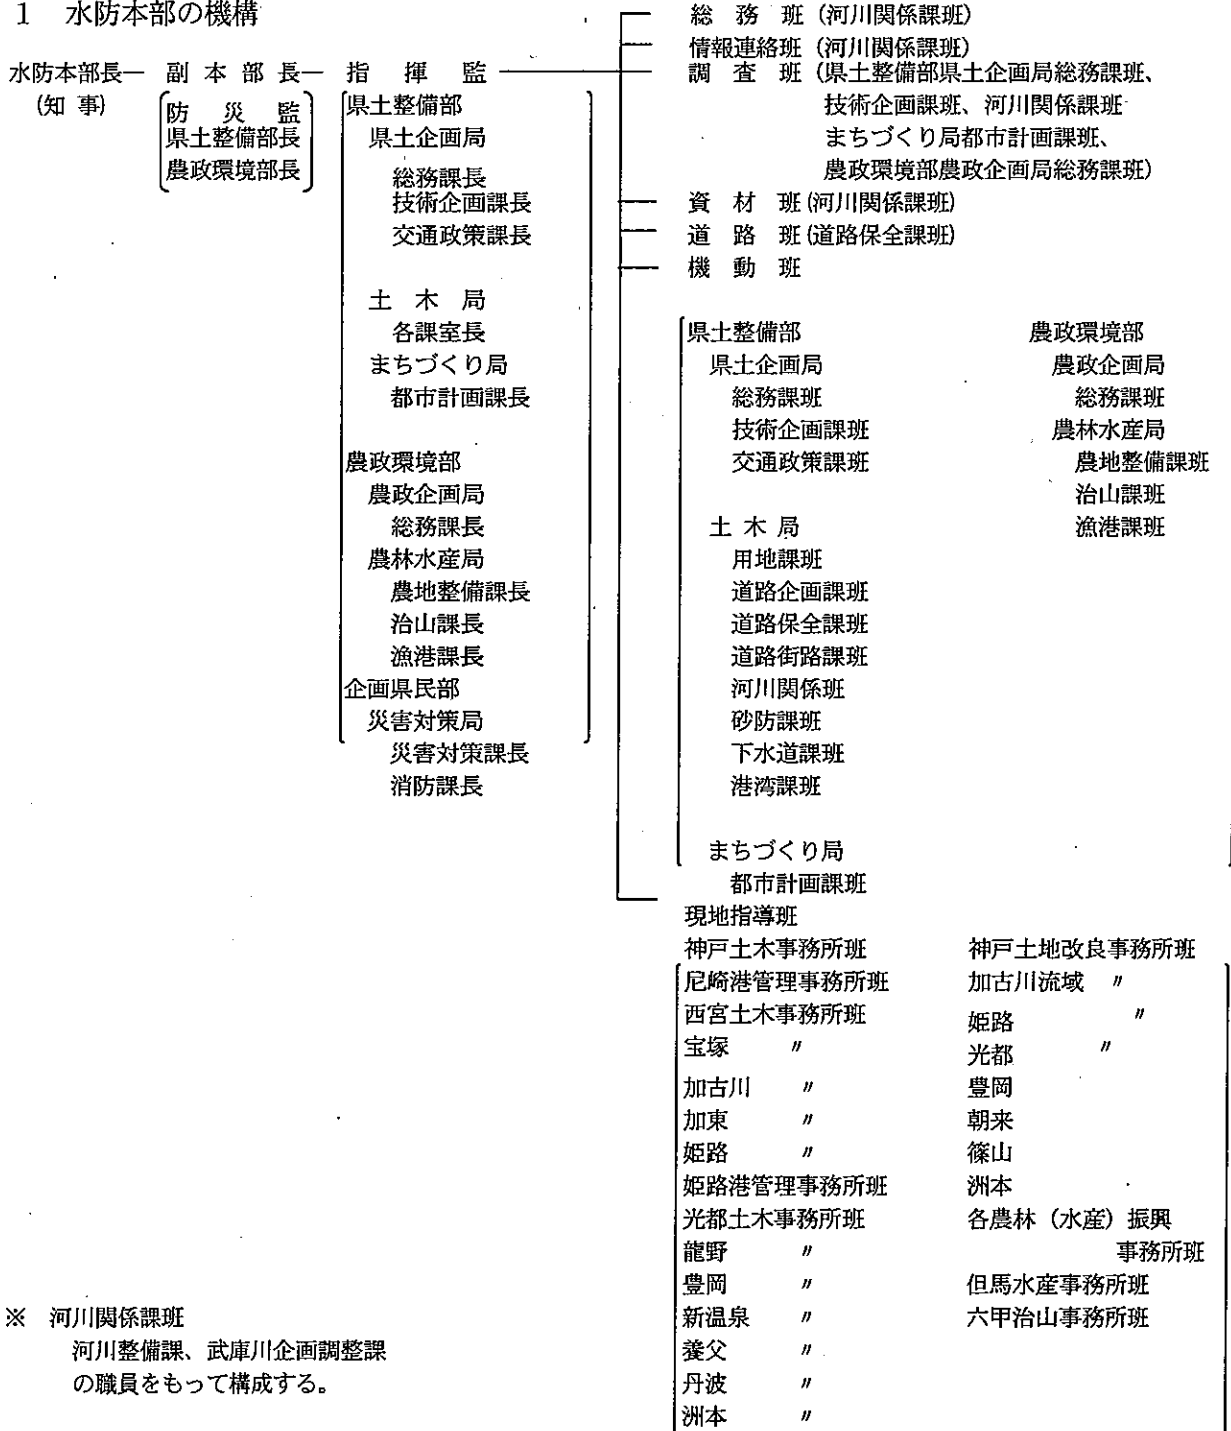 1　水防本部の機構
水防本部長― 副 本 部 長― 指　揮　監
(知 事)
防　災　監
県土整備部長
農政環境部長
県土整備部
県土企画局
総務課長
技術企画課長
交通政策課長
土　木　局
各課室長
まちづくり局
都市計画課長
農政環境部
農政企画局
総務課長
農林水産局
農地整備課長
治山課長
漁港課長
企画県民部
災害対策局
災害対策課長
消防課長
総　務　班 (河川関係課班)
情報連絡班 (河川関係課班)
調　査　班 (県土整備部県土企画局総務課班、
技術企画課班、河川関係課班
まちづくり局都市計画課班、
農政環境部農政企画局総務課班)
資　材　班 (河川関係課班)
道　路　班 (道路保全課班)
機　動　班
県土整備部
県土企画局
総務課班
技術企画課班
交通政策課班
土 木 局
用地課班
道路企画課班
道路保全課班
道路街路課班
河川関係班
砂防課班
下水道課班
港湾課班
まちづくり局
都市計画課班
農政環境部
農政企画局
総務課班
農林水産局
農地整備課班
治山課班
漁港課班
現地指導班
神戸土木事務所班
尼崎港管理事務所班
西宮土木事務所班
宝塚　　〃
加古川　　〃
加東　　〃
姫路　　〃
姫路港管理事務所班
光都土木事務所班
龍野　　〃
豊岡　　〃
新温泉　　〃
養父　　〃
丹波　　〃
洲本　　〃
神戸土地改良事務所班
加古川流域　〃
姫路　　〃
光都　　〃
豊岡
朝来
篠山
洲本
各農林（水産）振興
事務所班
但馬水産事務所班
六甲治山事務所班
※　河川関係課班
河川整備課、武庫川企画調整課
の職員をもって構成する。